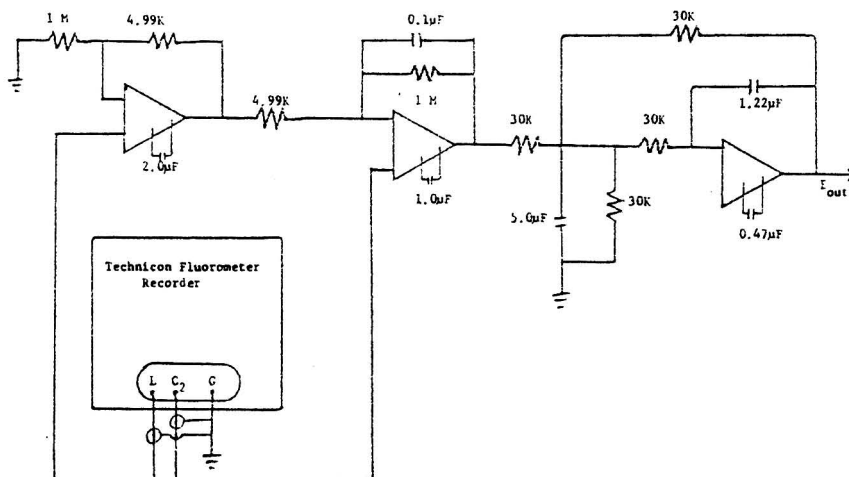 1 M
4.99K
2.0µF
4.99K
0.1µF
1 M
1.0µF
30K
5.0µF
30K
30K
30K
1.22µF
0.47µF
E out
Technicon Fluorometer
Recorder
L C2 G